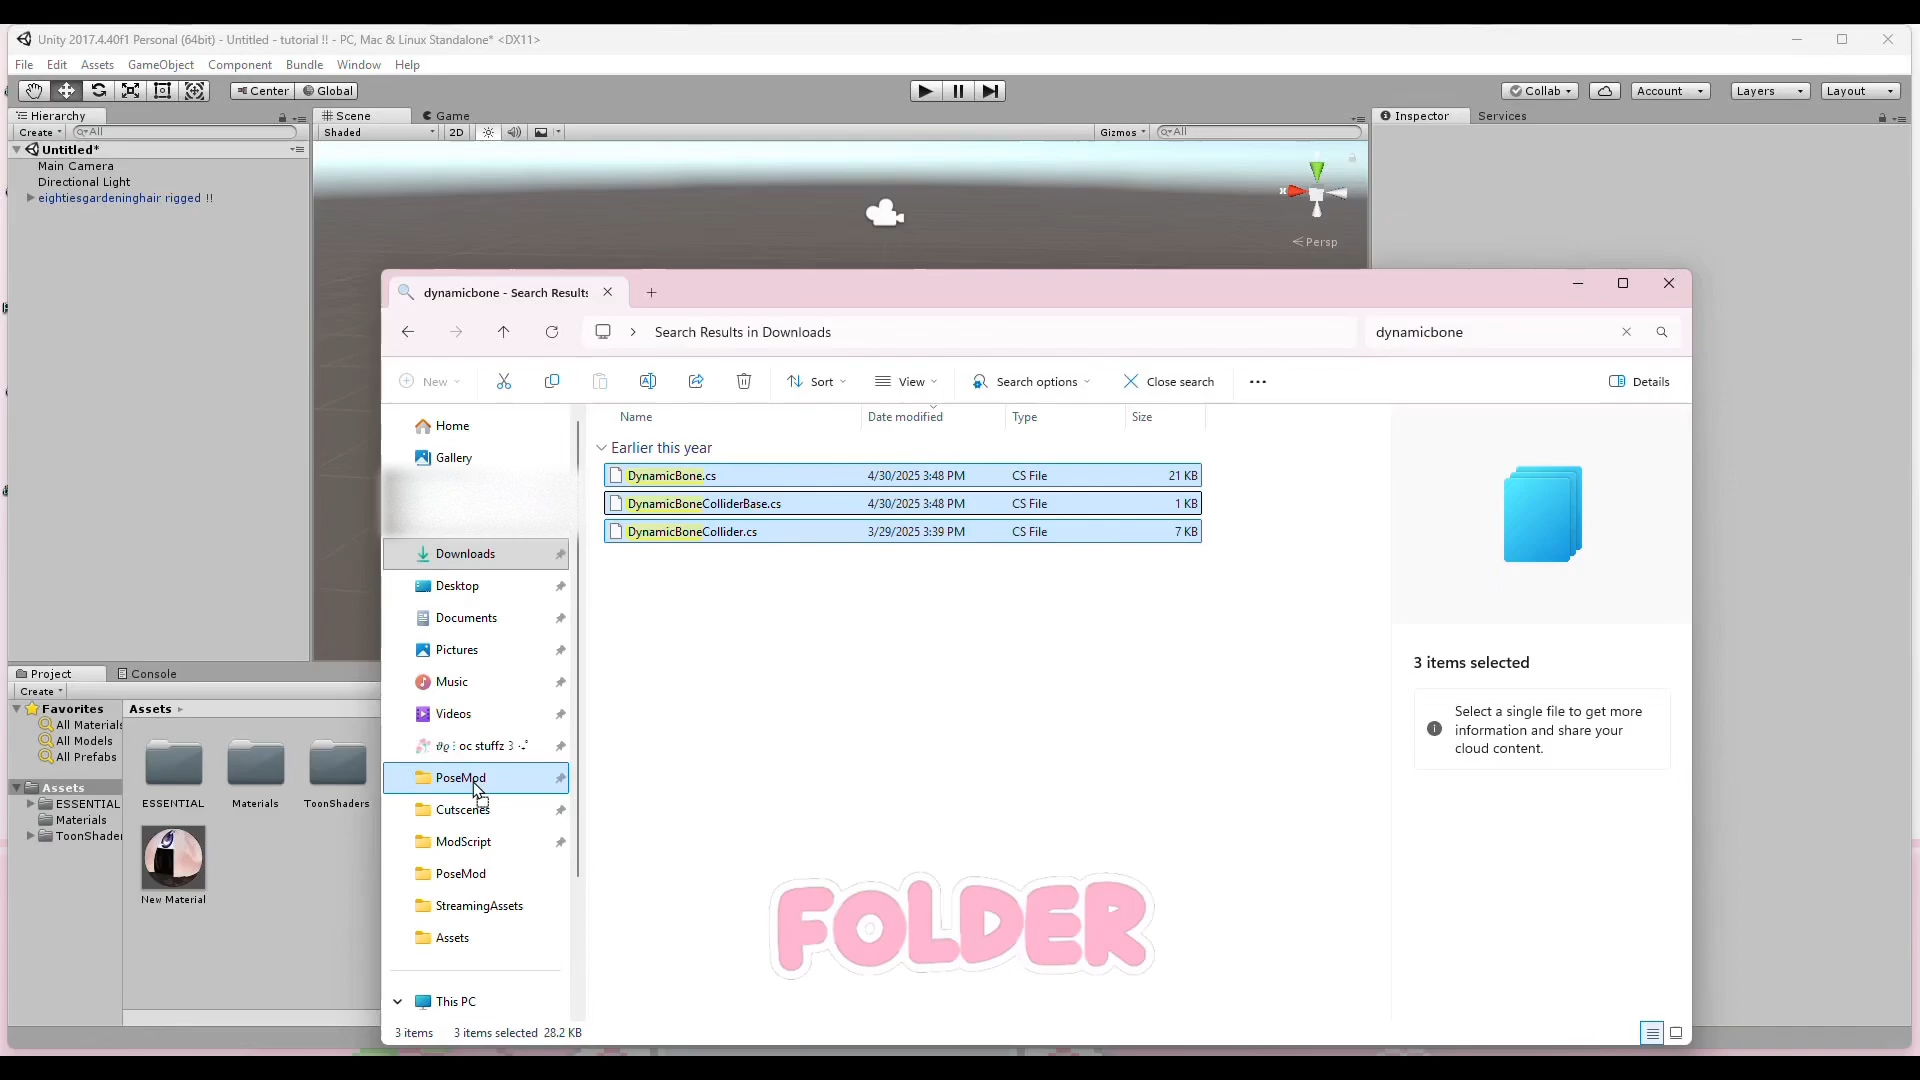 Unity 2017.4.40f1 Personal (64bit) - Untitled - tutorial !! - PC, Mac & Linux Standalone* <DX11>
File Edit Assets GameObject Component Bundle Window Help
Center Global Collab Account Layers Layout
Hierarchy
Create All
Untitled*
Main Camera
Directional Light
eightiesgardeninghair rigged !!
Scene Game
Shaded 2D Gizmos All
Persp
Inspector Services
dynamicbone - Search Results
Search Results in Downloads
dynamicbone
New Sort View Search options Close search Details
Home
Gallery
Downloads
Desktop
Documents
Pictures
Music
Videos
oc stuffz
PoseMod
Cutscenes
ModScript
PoseMod
StreamingAssets
Assets
This PC
Name Date modified Type Size
Earlier this year
DynamicBone.cs 4/30/2025 3:48 PM CS File 21 KB
DynamicBoneColliderBase.cs 4/30/2025 3:48 PM CS File 1 KB
DynamicBoneCollider.cs 3/29/2025 3:39 PM CS File 7 KB
3 items selected
Select a single file to get more
information and share your
cloud content.
3 items 3 items selected 28.2 KB
Project Console
Create
Favorites
All Materials
All Models
All Prefabs
Assets
ESSENTIAL
Materials
ToonShader
Assets
ESSENTIAL Materials ToonShaders
New Material
FOLDER